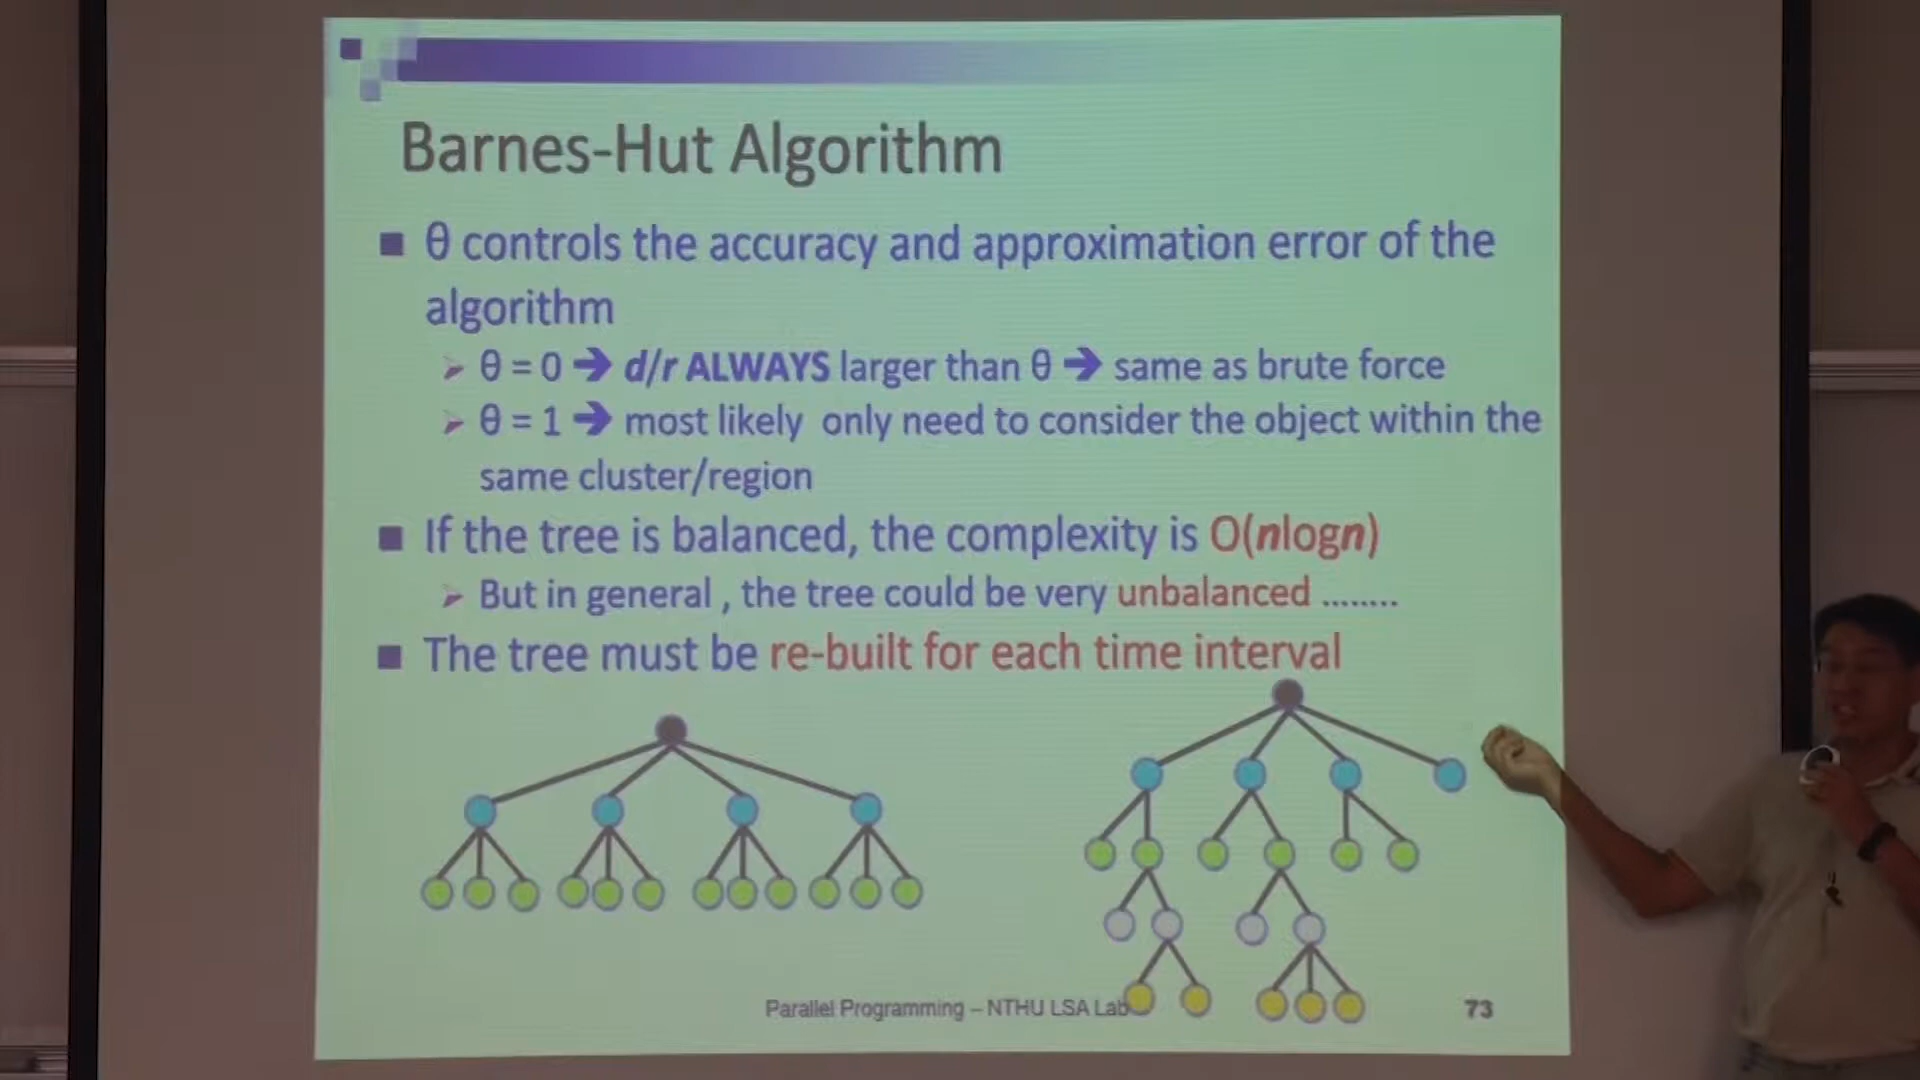 Barnes-Hut Algorithm
θ controls the accuracy and approximation error of the
algorithm
θ = 0 ➔ d/r ALWAYS larger than θ ➔ same as brute force
θ = 1 ➔ most likely only need to consider the object within the
same cluster/region
If the tree is balanced, the complexity is O(nlogn)
But in general , the tree could be very unbalanced ........
The tree must be re-built for each time interval
Parallel Programming – NTHU LSA Lab
73